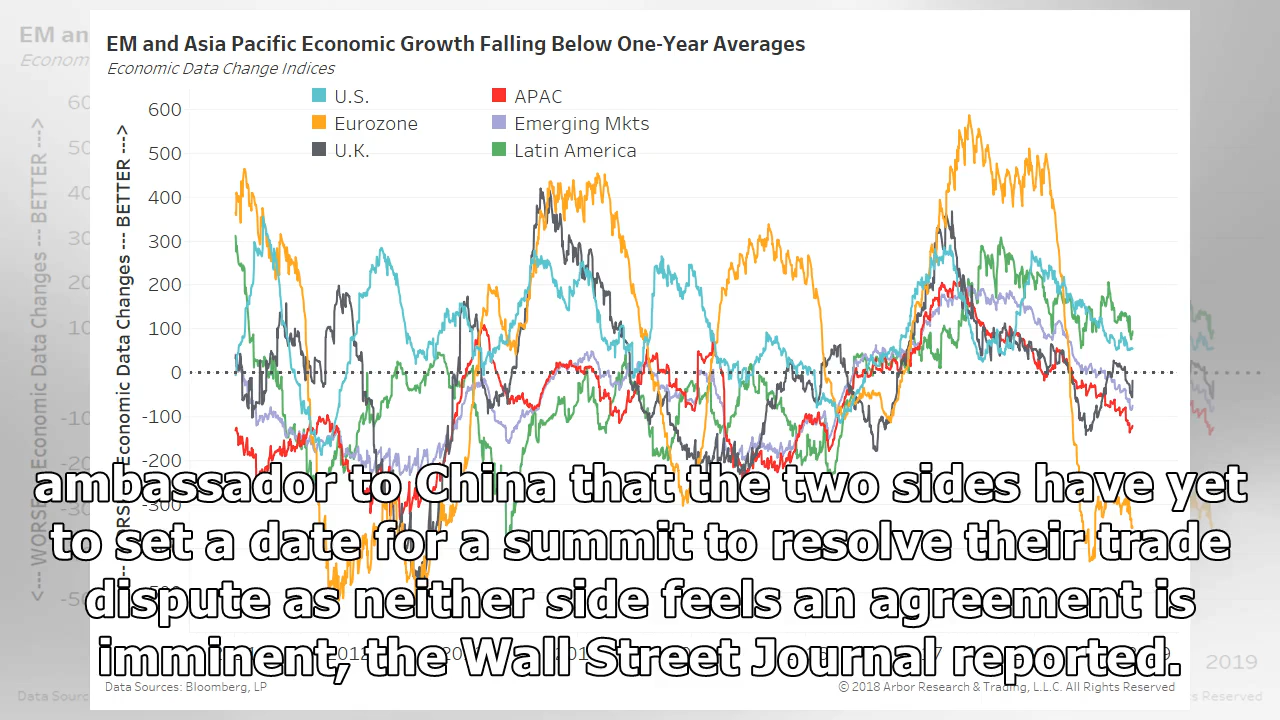 EM and Asia Pacific Economic Growth Falling Below One-Year Averages
Economic Data Change Indices
U.S.
APAC
Eurozone
Emerging Mkts
U.K.
Latin America
600
500
400
300
200
100
0
-100
-200
Economic Data Changes --- BETTER --->
ambassador to China that the two sides have yet
to set a date for a summit to resolve their trade
dispute as neither side feels an agreement is
imminent, the Wall Street Journal reported.
Data Sources: Bloomberg, LP
© 2018 Arbor Research & Trading, L.L.C. All Rights Reserved
<--- WORSE Economic Data Changes --- BETTER --->
2019